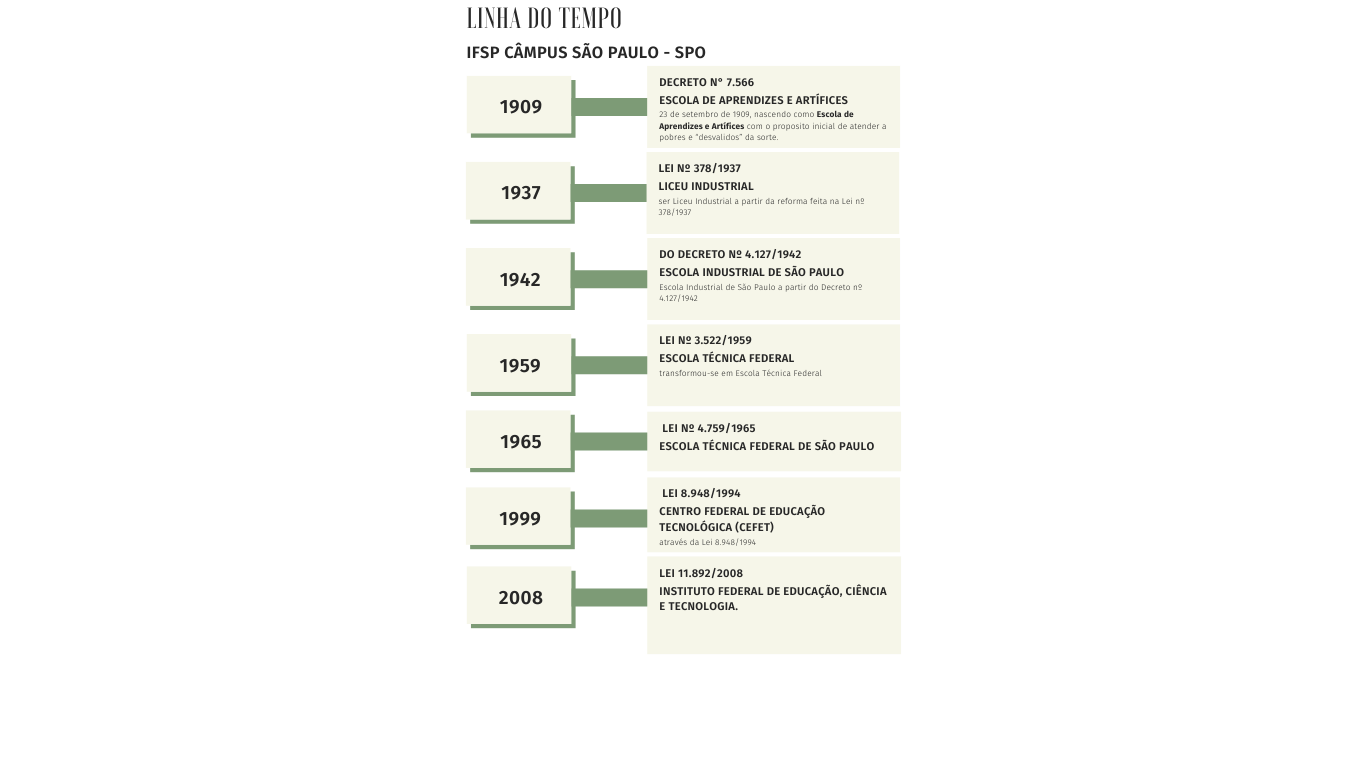 LINHA DO TEMPO
IFSP CÂMPUS SÃO PAULO - SPO
1909
DECRETO N° 7.566
ESCOLA DE APRENDIZES E ARTÍFICES
23 de setembro de 1909, nascendo como Escola de
Aprendizes e Artífices com o proposito inicial de atender a
pobres e "desvalidos" da sorte.
1937
LEI Nº 378/1937
LICEU INDUSTRIAL
ser Liceu Industrial a partir da reforma feita na Lei nº
378/1937
1942
DO DECRETO Nº 4.127/1942
ESCOLA INDUSTRIAL DE SÃO PAULO
Escola Industrial de São Paulo a partir do Decreto nº
4.127/1942
1959
LEI Nº 3.522/1959
ESCOLA TÉCNICA FEDERAL
transformou-se em Escola Técnica Federal
1965
LEI Nº 4.759/1965
ESCOLA TÉCNICA FEDERAL DE SÃO PAULO
1999
LEI 8.948/1994
CENTRO FEDERAL DE EDUCAÇÃO
TECNOLÓGICA (CEFET)
através da Lei 8.948/1994
2008
LEI 11.892/2008
INSTITUTO FEDERAL DE EDUCAÇÃO, CIÊNCIA
E TECNOLOGIA.